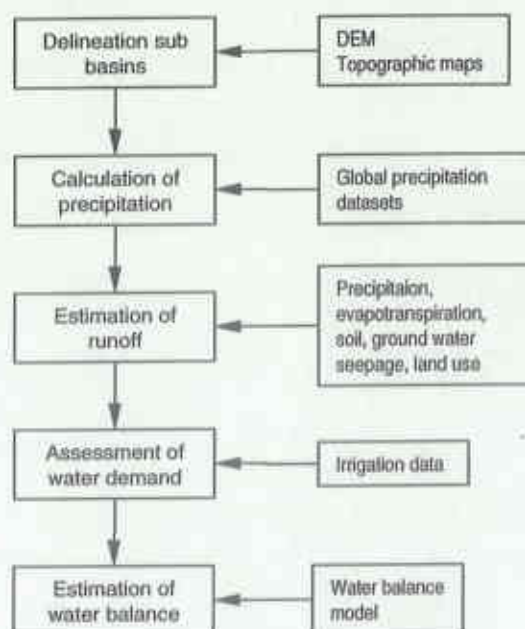 Delineation sub
basins
DEM
Topographic maps
Calculation of
precipitation
Global precipitation
datasets
Estimation of
runoff
Precipitaion,
evapotranspiration,
soil, ground water
seepage, land use
Assessment of
water demand
Irrigation data
Estimation of
water balance
Water balance
model